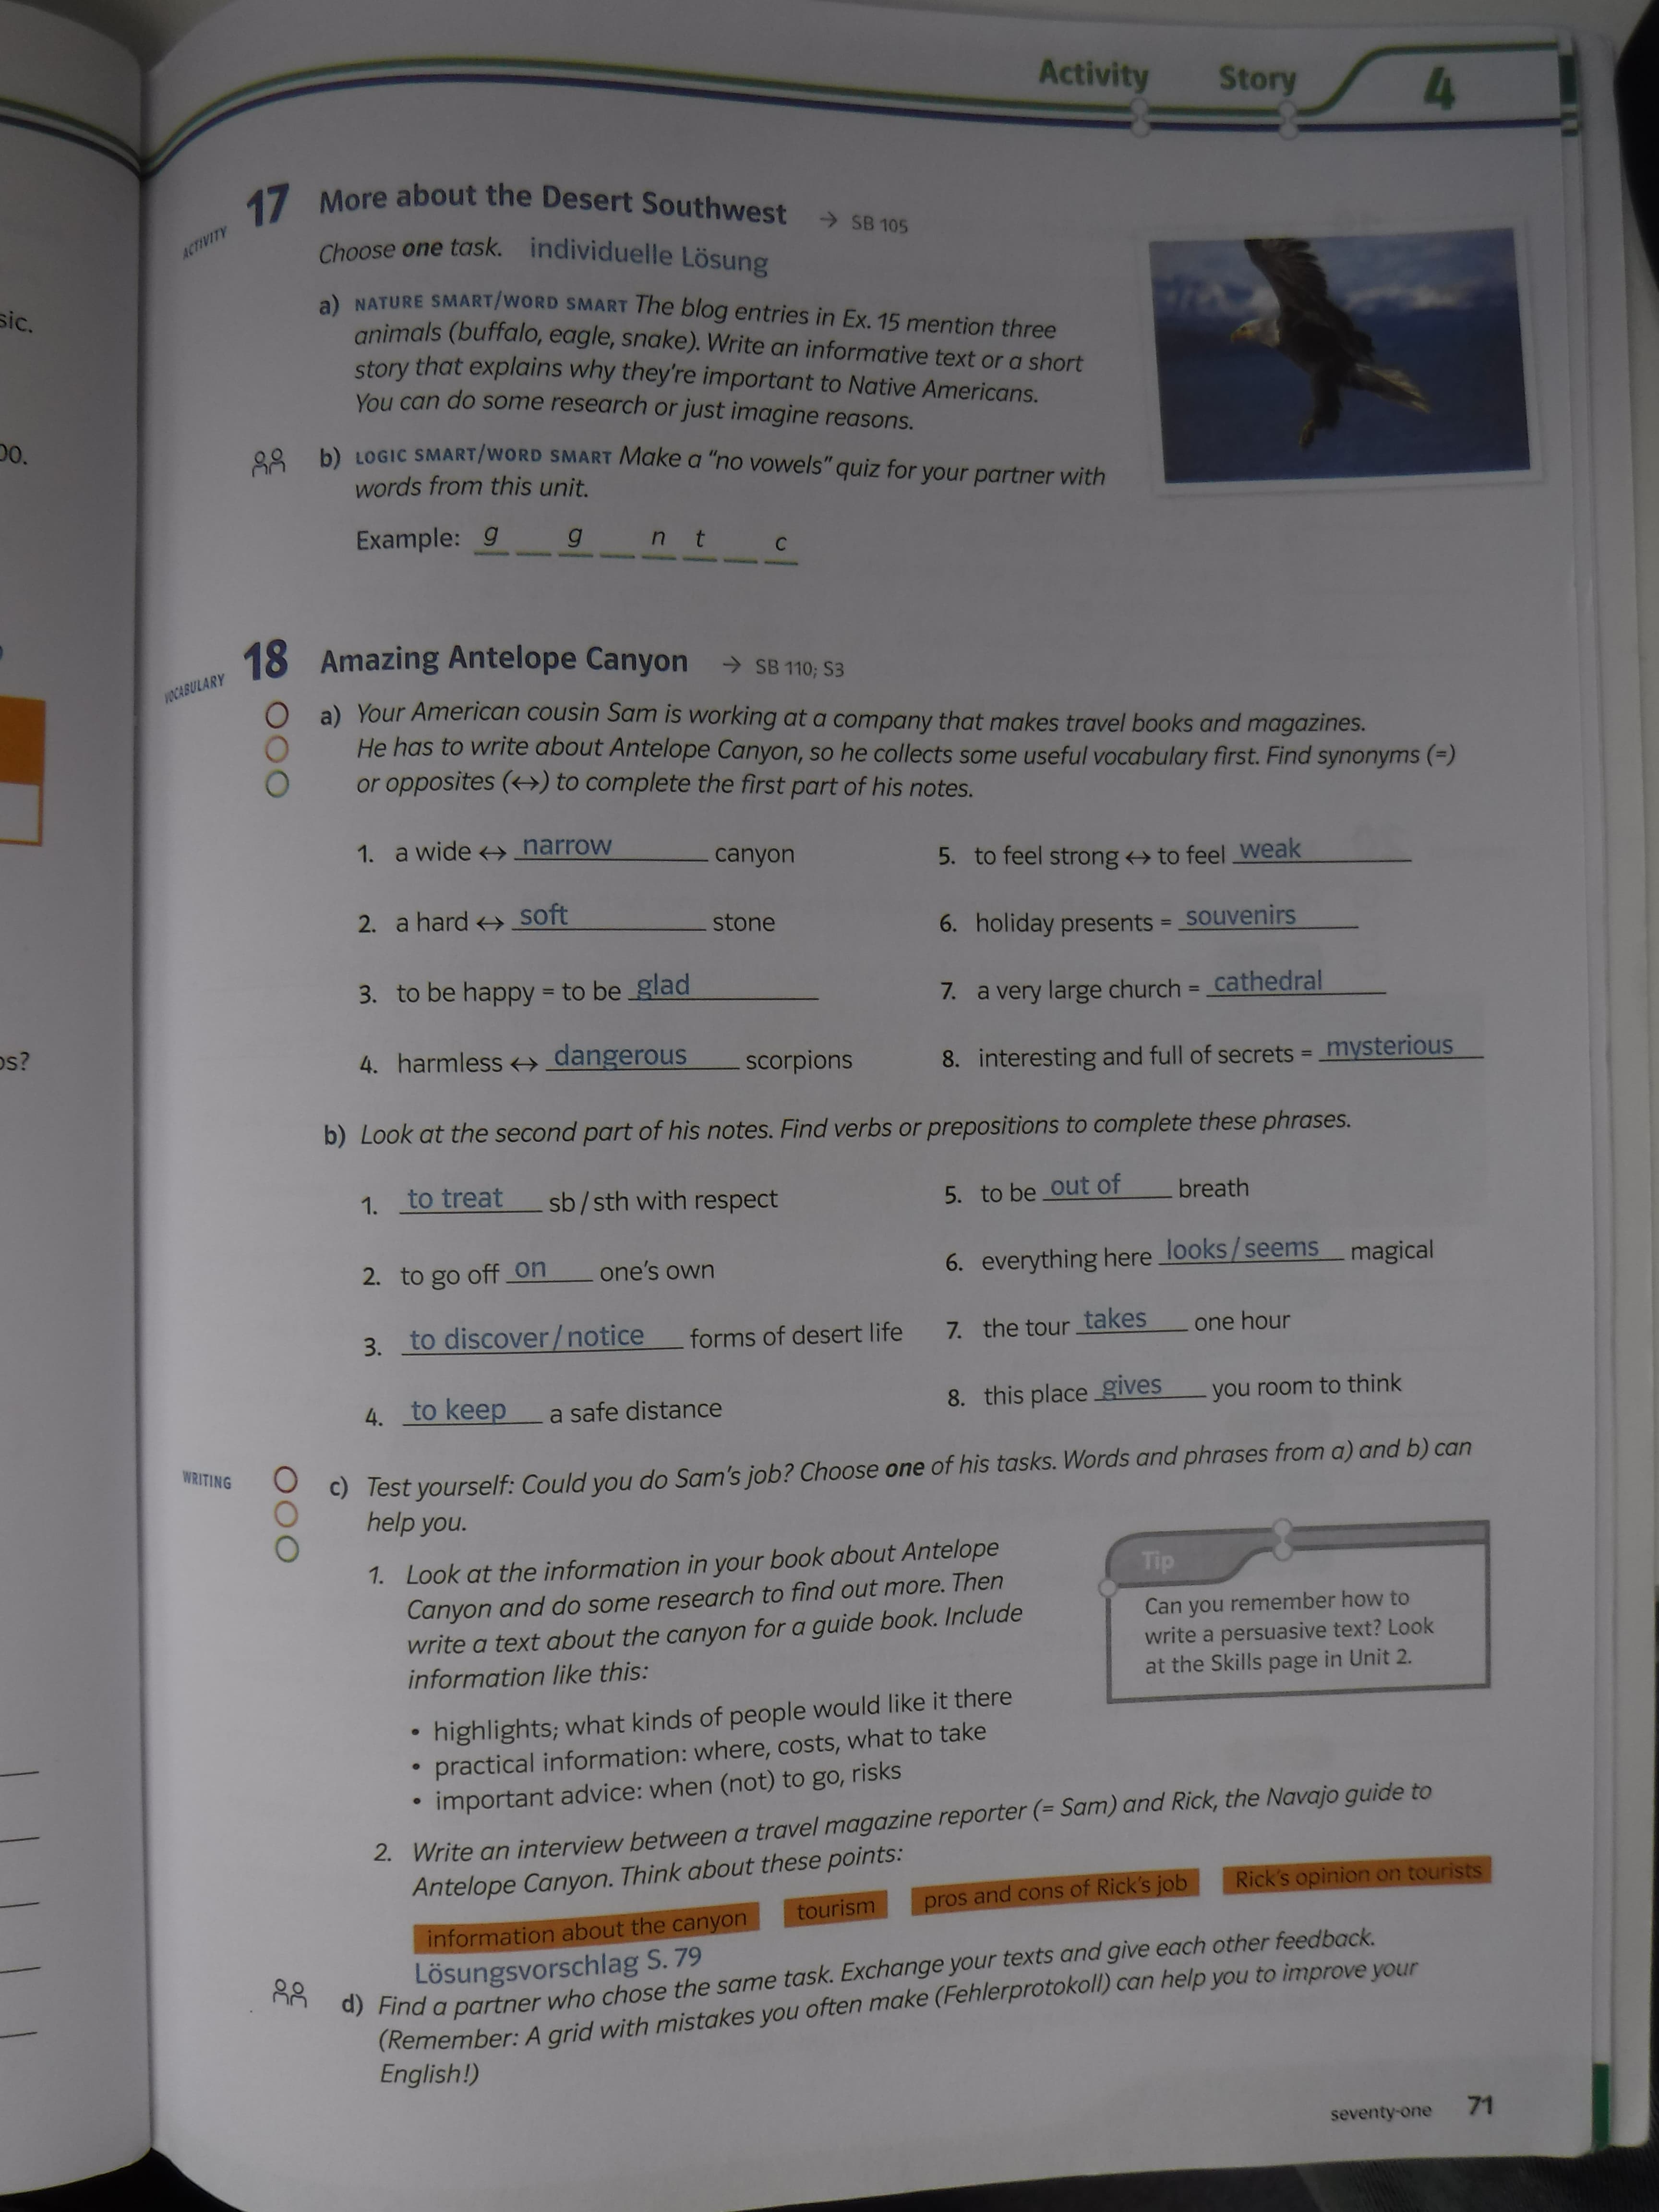 Activity Story 4
sic.
00.
os?
ACTIVITY
17 More about the Desert Southwest → SB 105
Choose one task. individuelle Lösung
a) NATURE SMART/WORD SMART The blog entries in Ex. 15 mention three
animals (buffalo, eagle, snake). Write an informative text or a short
story that explains why they're important to Native Americans.
You can do some research or just imagine reasons.
b) LOGIC SMART/WORD SMART Make a "no vowels" quiz for your partner with
words from this unit.
Example: g _ g _ n t _ c
VOCABULARY
18 Amazing Antelope Canyon → SB 110; S3
a) Your American cousin Sam is working at a company that makes travel books and magazines.
He has to write about Antelope Canyon, so he collects some useful vocabulary first. Find synonyms (=)
or opposites (↔) to complete the first part of his notes.
1. a wide ↔ narrow canyon
2. a hard ↔ soft stone
3. to be happy = to be glad
4. harmless ↔ dangerous scorpions
5. to feel strong ↔ to feel weak
6. holiday presents = souvenirs
7. a very large church = cathedral
8. interesting and full of secrets = mysterious
b) Look at the second part of his notes. Find verbs or prepositions to complete these phrases.
1. to treat sb / sth with respect
2. to go off on one's own
3. to discover / notice forms of desert life
4. to keep a safe distance
5. to be out of breath
6. everything here looks / seems magical
7. the tour takes one hour
8. this place gives you room to think
WRITING
c) Test yourself: Could you do Sam's job? Choose one of his tasks. Words and phrases from a) and b) can
help you.
1. Look at the information in your book about Antelope
Canyon and do some research to find out more. Then
write a text about the canyon for a guide book. Include
information like this:
• highlights; what kinds of people would like it there
• practical information: where, costs, what to take
• important advice: when (not) to go, risks
Tip
Can you remember how to
write a persuasive text? Look
at the Skills page in Unit 2.
2. Write an interview between a travel magazine reporter (= Sam) and Rick, the Navajo guide to
Antelope Canyon. Think about these points:
information about the canyon tourism pros and cons of Rick's job Rick's opinion on tourists
Lösungsvorschlag S. 79
d) Find a partner who chose the same task. Exchange your texts and give each other feedback.
(Remember: A grid with mistakes you often make (Fehlerprotokoll) can help you to improve your
English!)
seventy-one 71